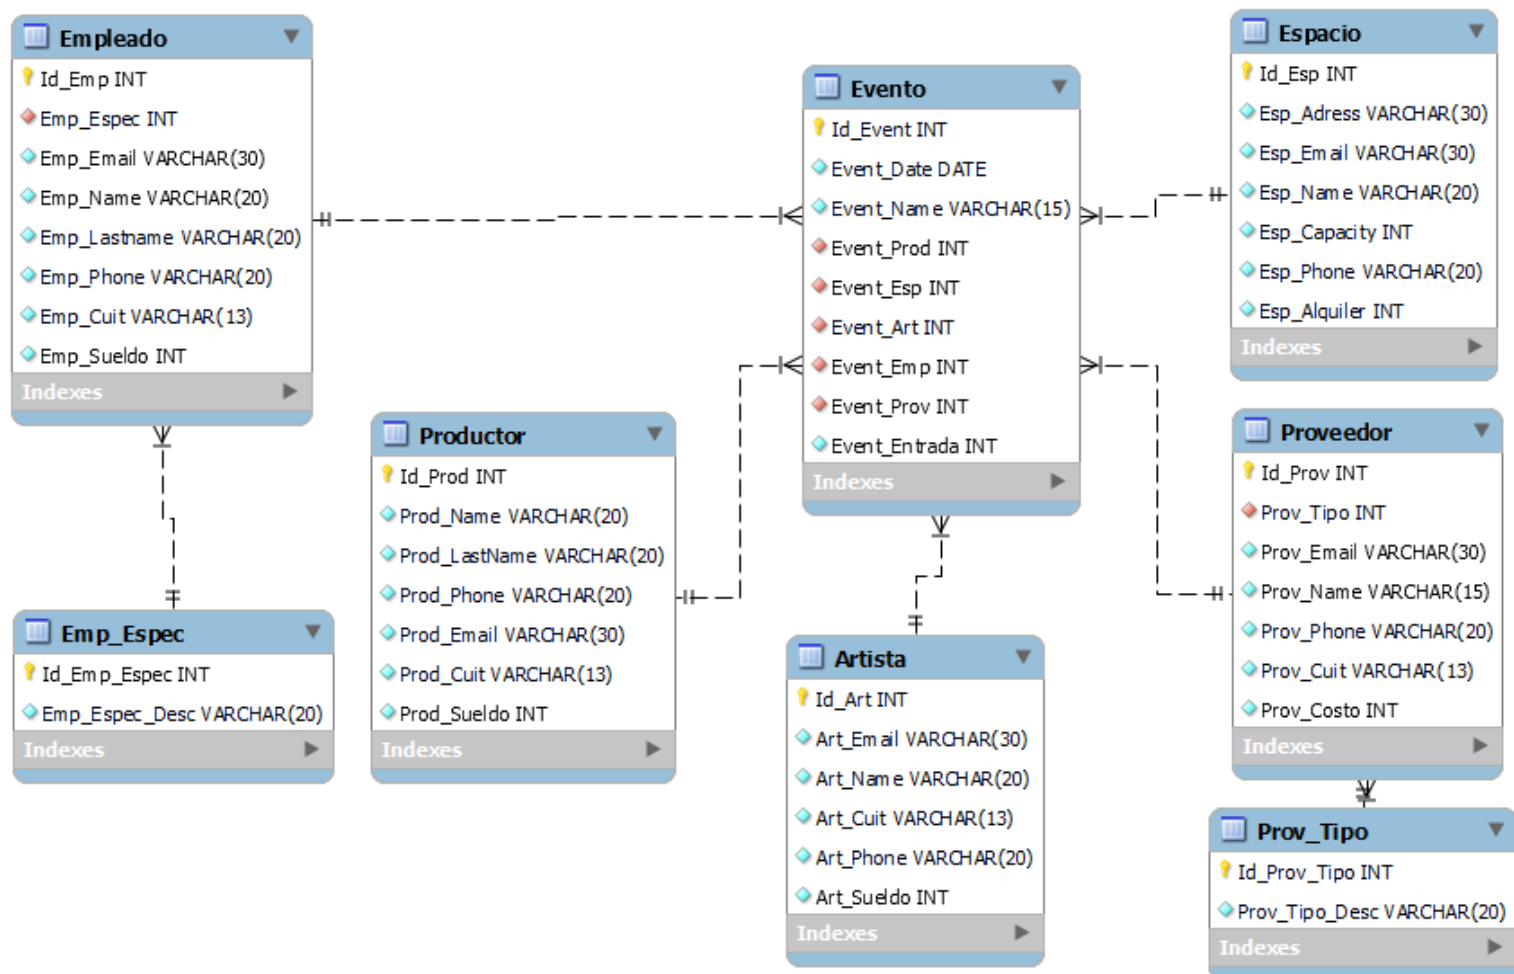 Empleado
Id_Emp INT
Emp_Espec INT
Emp_Email VARCHAR(30)
Emp_Name VARCHAR(20)
Emp_Lastname VARCHAR(20)
Emp_Phone VARCHAR(20)
Emp_Cuit VARCHAR(13)
Emp_Sueldo INT
Indexes
Emp_Espec
Id_Emp_Espec INT
Emp_Espec_Desc VARCHAR(20)
Indexes
Productor
Id_Prod INT
Prod_Name VARCHAR(20)
Prod_LastName VARCHAR(20)
Prod_Phone VARCHAR(20)
Prod_Email VARCHAR(30)
Prod_Cuit VARCHAR(13)
Prod_Sueldo INT
Indexes
Evento
Id_Event INT
Event_Date DATE
Event_Name VARCHAR(15)
Event_Prod INT
Event_Esp INT
Event_Art INT
Event_Emp INT
Event_Prov INT
Event_Entrada INT
Indexes
Artista
Id_Art INT
Art_Email VARCHAR(30)
Art_Name VARCHAR(20)
Art_Cuit VARCHAR(13)
Art_Phone VARCHAR(20)
Art_Sueldo INT
Indexes
Espacio
Id_Esp INT
Esp_Adress VARCHAR(30)
Esp_Email VARCHAR(30)
Esp_Name VARCHAR(20)
Esp_Capacity INT
Esp_Phone VARCHAR(20)
Esp_Alquiler INT
Indexes
Proveedor
Id_Prov INT
Prov_Tipo INT
Prov_Email VARCHAR(30)
Prov_Name VARCHAR(15)
Prov_Phone VARCHAR(20)
Prov_Cuit VARCHAR(13)
Prov_Costo INT
Indexes
Prov_Tipo
Id_Prov_Tipo INT
Prov_Tipo_Desc VARCHAR(20)
Indexes